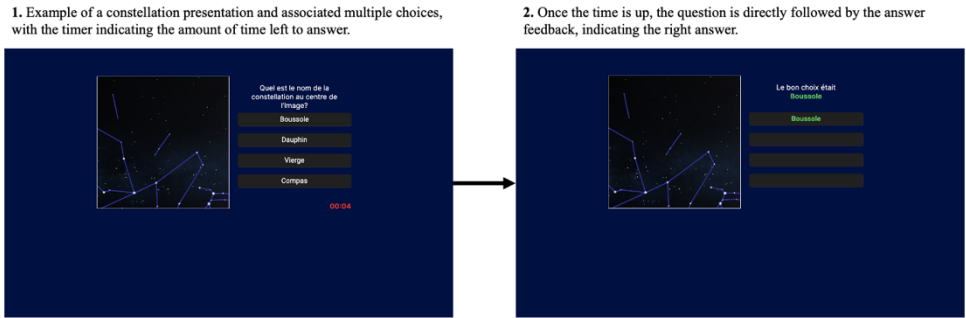 1. Example of a constellation presentation and associated multiple choices,
with the timer indicating the amount of time left to answer.
Quel est le nom de la
constellation au centre de
l'image?
Boussole
Dauphin
Vierge
Compas
00:04
2. Once the time is up, the question is directly followed by the answer
feedback, indicating the right answer.
Le bon choix était
Boussole
Boussole